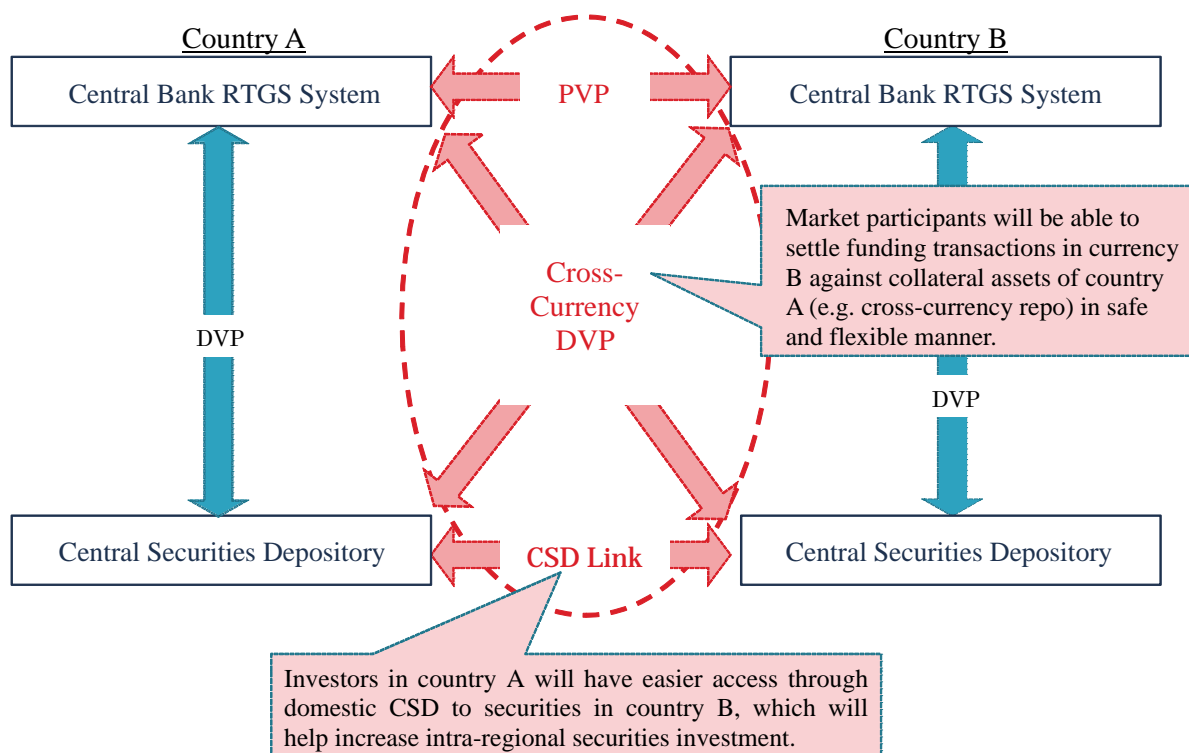 Country A
Country B
Central Bank RTGS System
PVP
Central Bank RTGS System
Market participants will be able to
settle funding transactions in currency
B against collateral assets of country
A (e.g. cross-currency repo) in safe
and flexible manner.
Cross-
Currency
DVP
DVP
DVP
Central Securities Depository
CSD Link
Central Securities Depository
Investors in country A will have easier access through
domestic CSD to securities in country B, which will
help increase intra-regional securities investment.